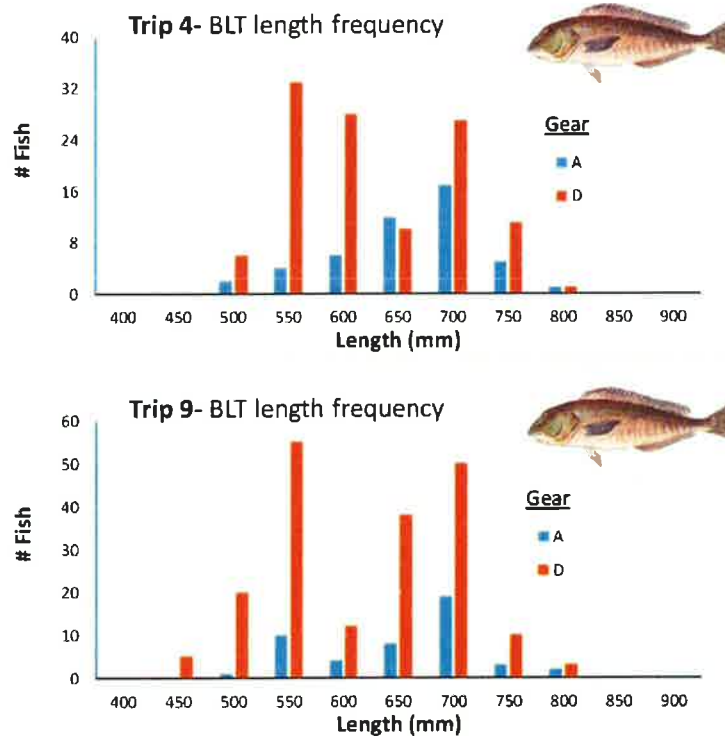 Trip 4- BLT length frequency
40
32
24
16
8
0
# Fish
Gear
A
D
400 450 500 550 600 650 700 750 800 850 900
Length (mm)
Trip 9- BLT length frequency
60
50
40
30
20
10
0
# Fish
Gear
A
D
400 450 500 550 600 650 700 750 800 850 900
Length (mm)